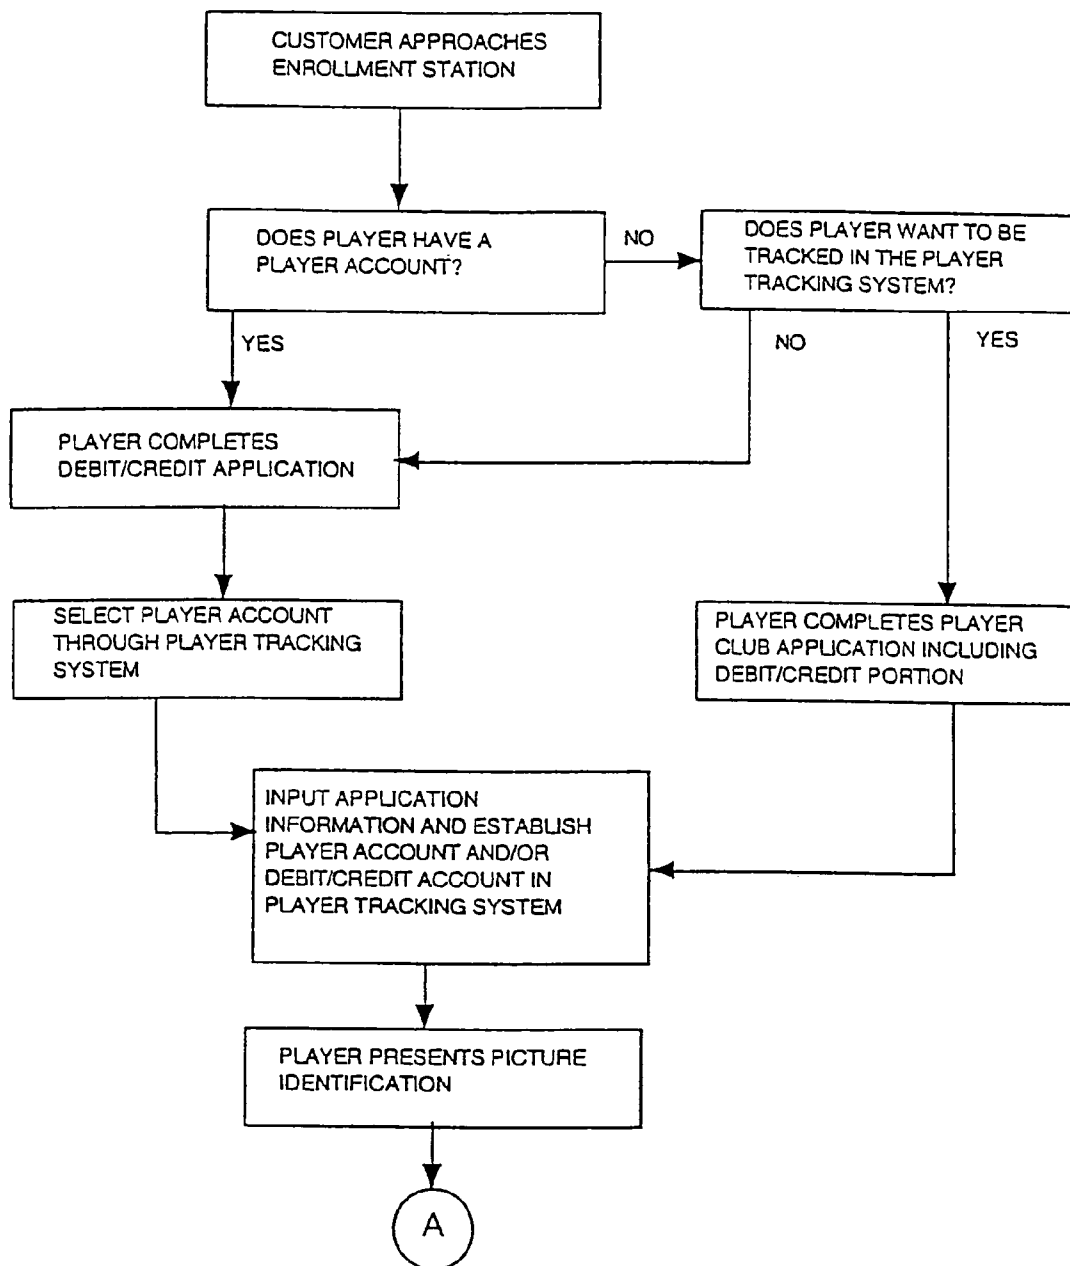 CUSTOMER APPROACHES
ENROLLMENT STATION
DOES PLAYER HAVE A
PLAYER ACCOUNT?
NO
DOES PLAYER WANT TO BE
TRACKED IN THE PLAYER
TRACKING SYSTEM?
YES
NO
YES
PLAYER COMPLETES
DEBIT/CREDIT APPLICATION
SELECT PLAYER ACCOUNT
THROUGH PLAYER TRACKING
SYSTEM
PLAYER COMPLETES PLAYER
CLUB APPLICATION INCLUDING
DEBIT/CREDIT PORTION
INPUT APPLICATION
INFORMATION AND ESTABLISH
PLAYER ACCOUNT AND/OR
DEBIT/CREDIT ACCOUNT IN
PLAYER TRACKING SYSTEM
PLAYER PRESENTS PICTURE
IDENTIFICATION
A